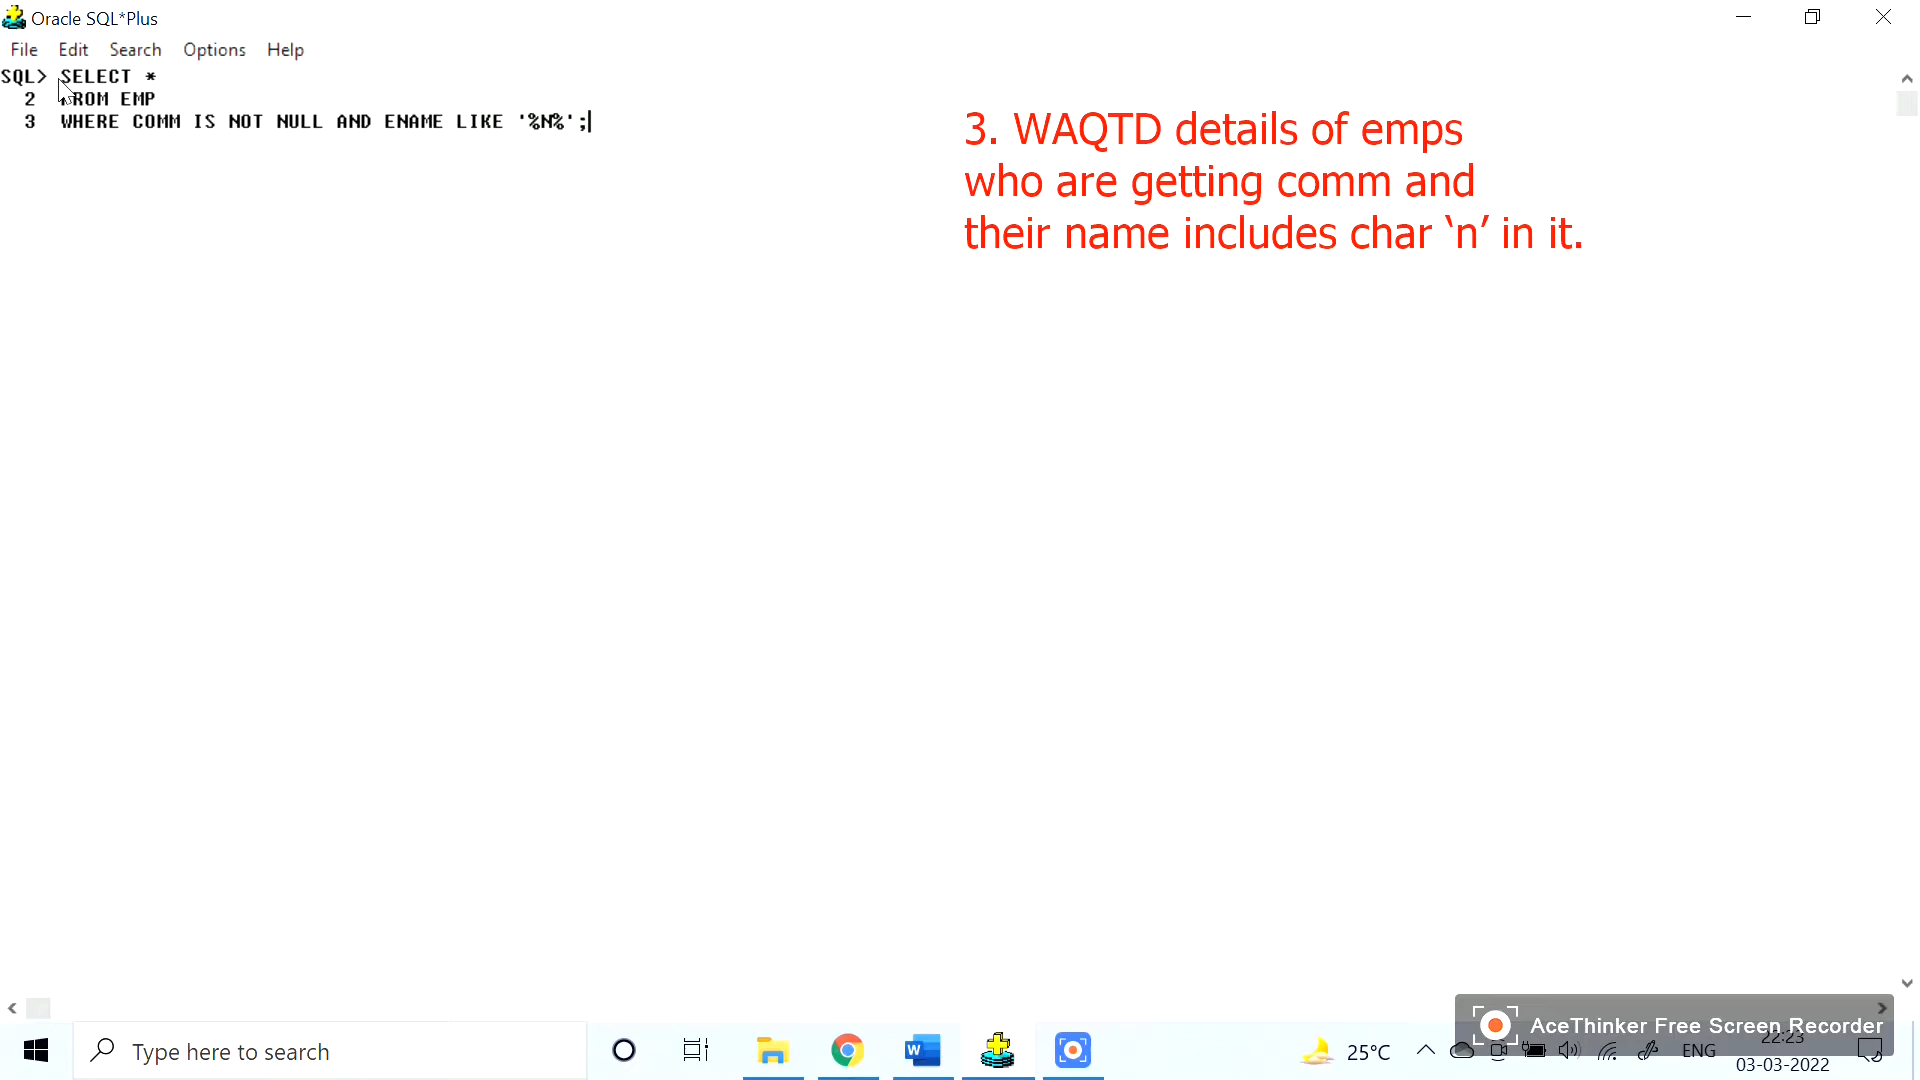 Oracle SQL*Plus
File Edit Search Options Help
SQL> SELECT *
2 FROM EMP
3 WHERE COMM IS NOT NULL AND ENAME LIKE '%N%';
3. WAQTD details of emps
who are getting comm and
their name includes char ‘n’ in it.
AceThinker Free Screen Recorder
Type here to search
25°C
ENG
22:23
03-03-2022